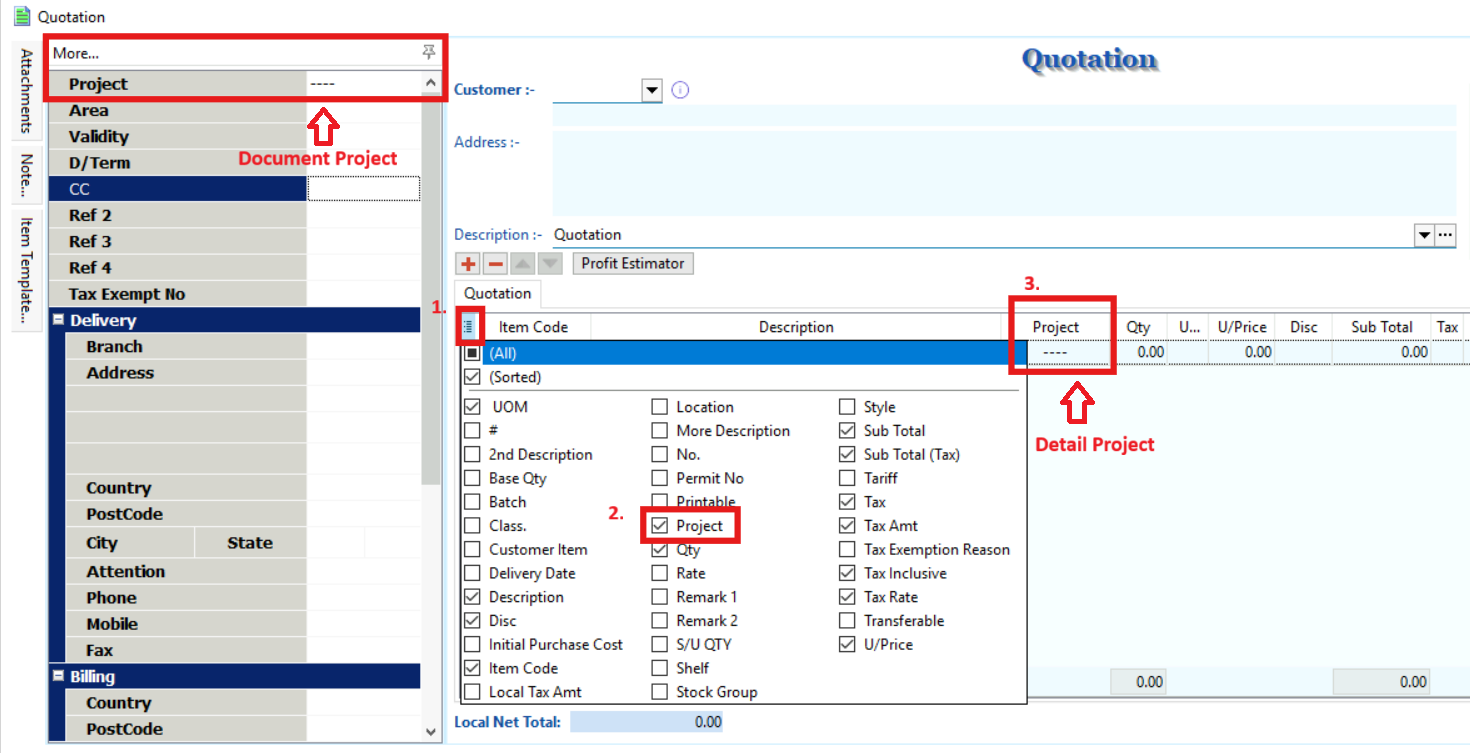 Quotation
Attachments
Note...
Item Template...
More...
Project ----
Area
Validity
D/Term
CC
Ref 2
Ref 3
Ref 4
Tax Exempt No
Delivery
Branch
Address
Country
PostCode
City State
Attention
Phone
Mobile
Fax
Billing
Country
PostCode
Document Project
Quotation
Customer :-
Address :-
Description :- Quotation
Profit Estimator
Quotation
1.
3.
Item Code Description Project Qty U... U/Price Disc Sub Total Tax
---- 0.00 0.00 0.00
(All)
(Sorted)
UOM Location Style
# More Description Sub Total
2nd Description No. Sub Total (Tax)
Base Qty Permit No Tariff
Batch Printable Tax
2.
Class. Project Tax Amt
Customer Item Qty Tax Exemption Reason
Delivery Date Rate Tax Inclusive
Description Remark 1 Tax Rate
Disc Remark 2 Transferable
Initial Purchase Cost S/U QTY U/Price
Item Code Shelf
Local Tax Amt Stock Group
Detail Project
0.00 0.00
Local Net Total: 0.00